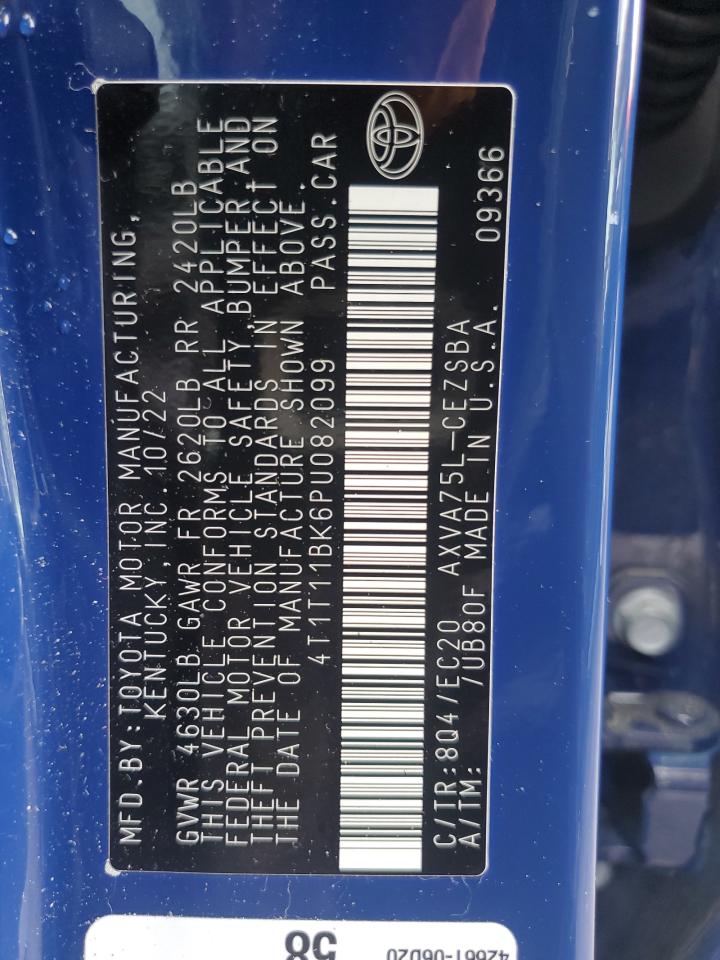 MFD.BY:TOYOTA MOTOR MANUFACTURING,
KENTUCKY,INC. 10/22
GVWR 4630LB GAWR FR 2620LB RR 2420LB
THIS VEHICLE CONFORMS TO ALL APPLICABLE
FEDERAL MOTOR VEHICLE SAFETY, BUMPER, AND
THEFT PREVENTION STANDARDS IN EFFECT ON
THE DATE OF MANUFACTURE SHOWN ABOVE.
4T1T11BK6PU082099 PASS.CAR
C/TR:8Q4/EC20 AXVA75L-CEZSBA
A/TM: /UB80F MADE IN U.S.A. 09366
58
42661-06D20